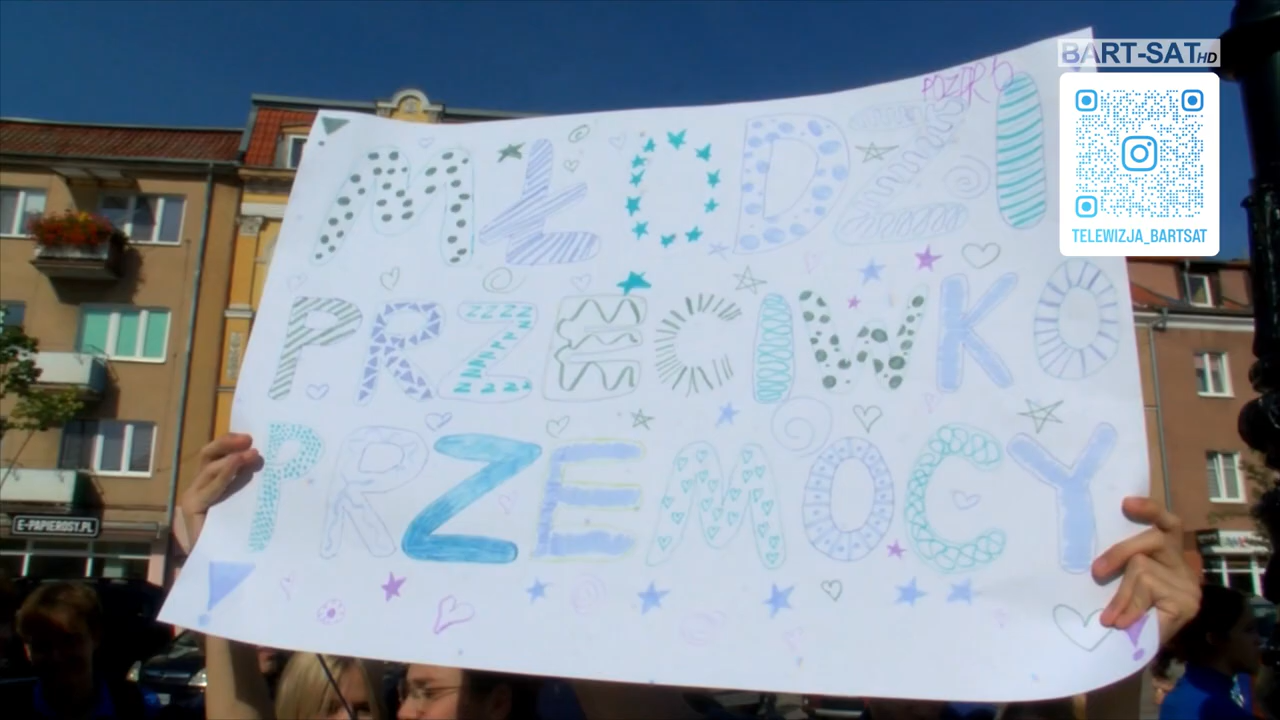 BART-SAT HD
TELEWIZJA_BARTSAT
MŁODZI
PRZECIWKO
PRZEMOCY
E-PAPIEROSY.PL